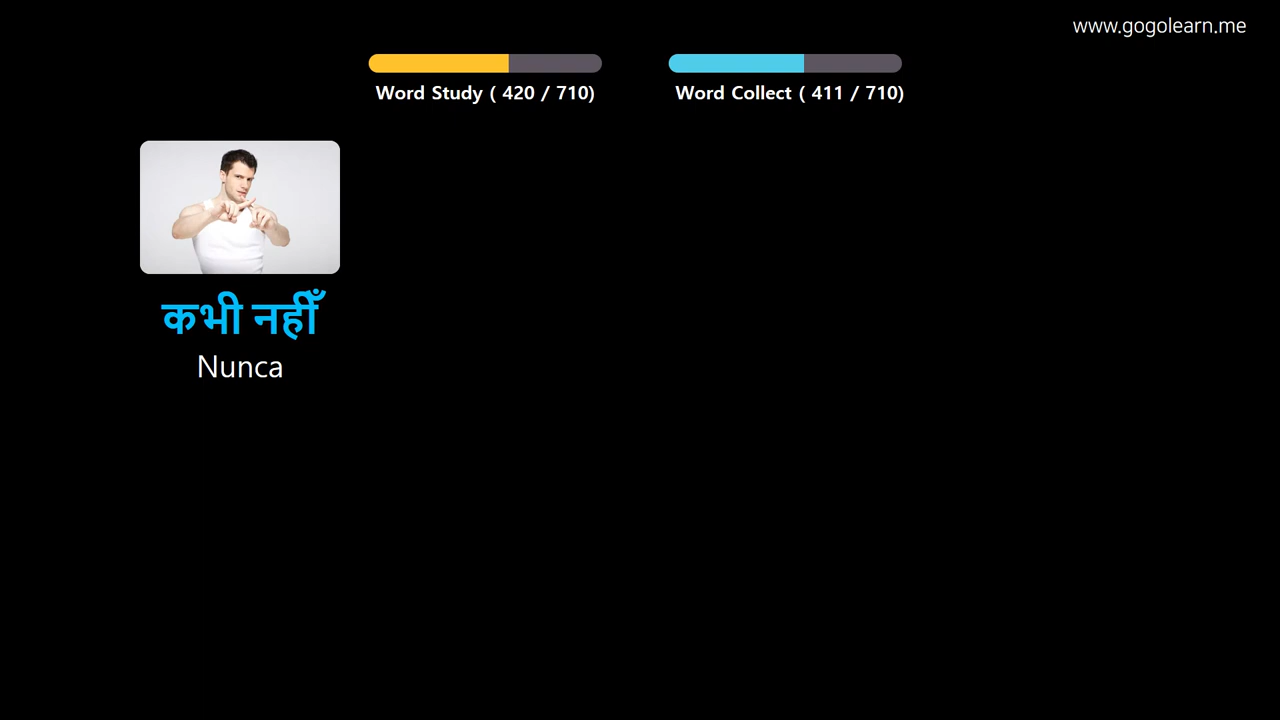 www.gogolearn.me
Word Study ( 420 / 710)
Word Collect ( 411 / 710)
कभी नहीँ
Nunca